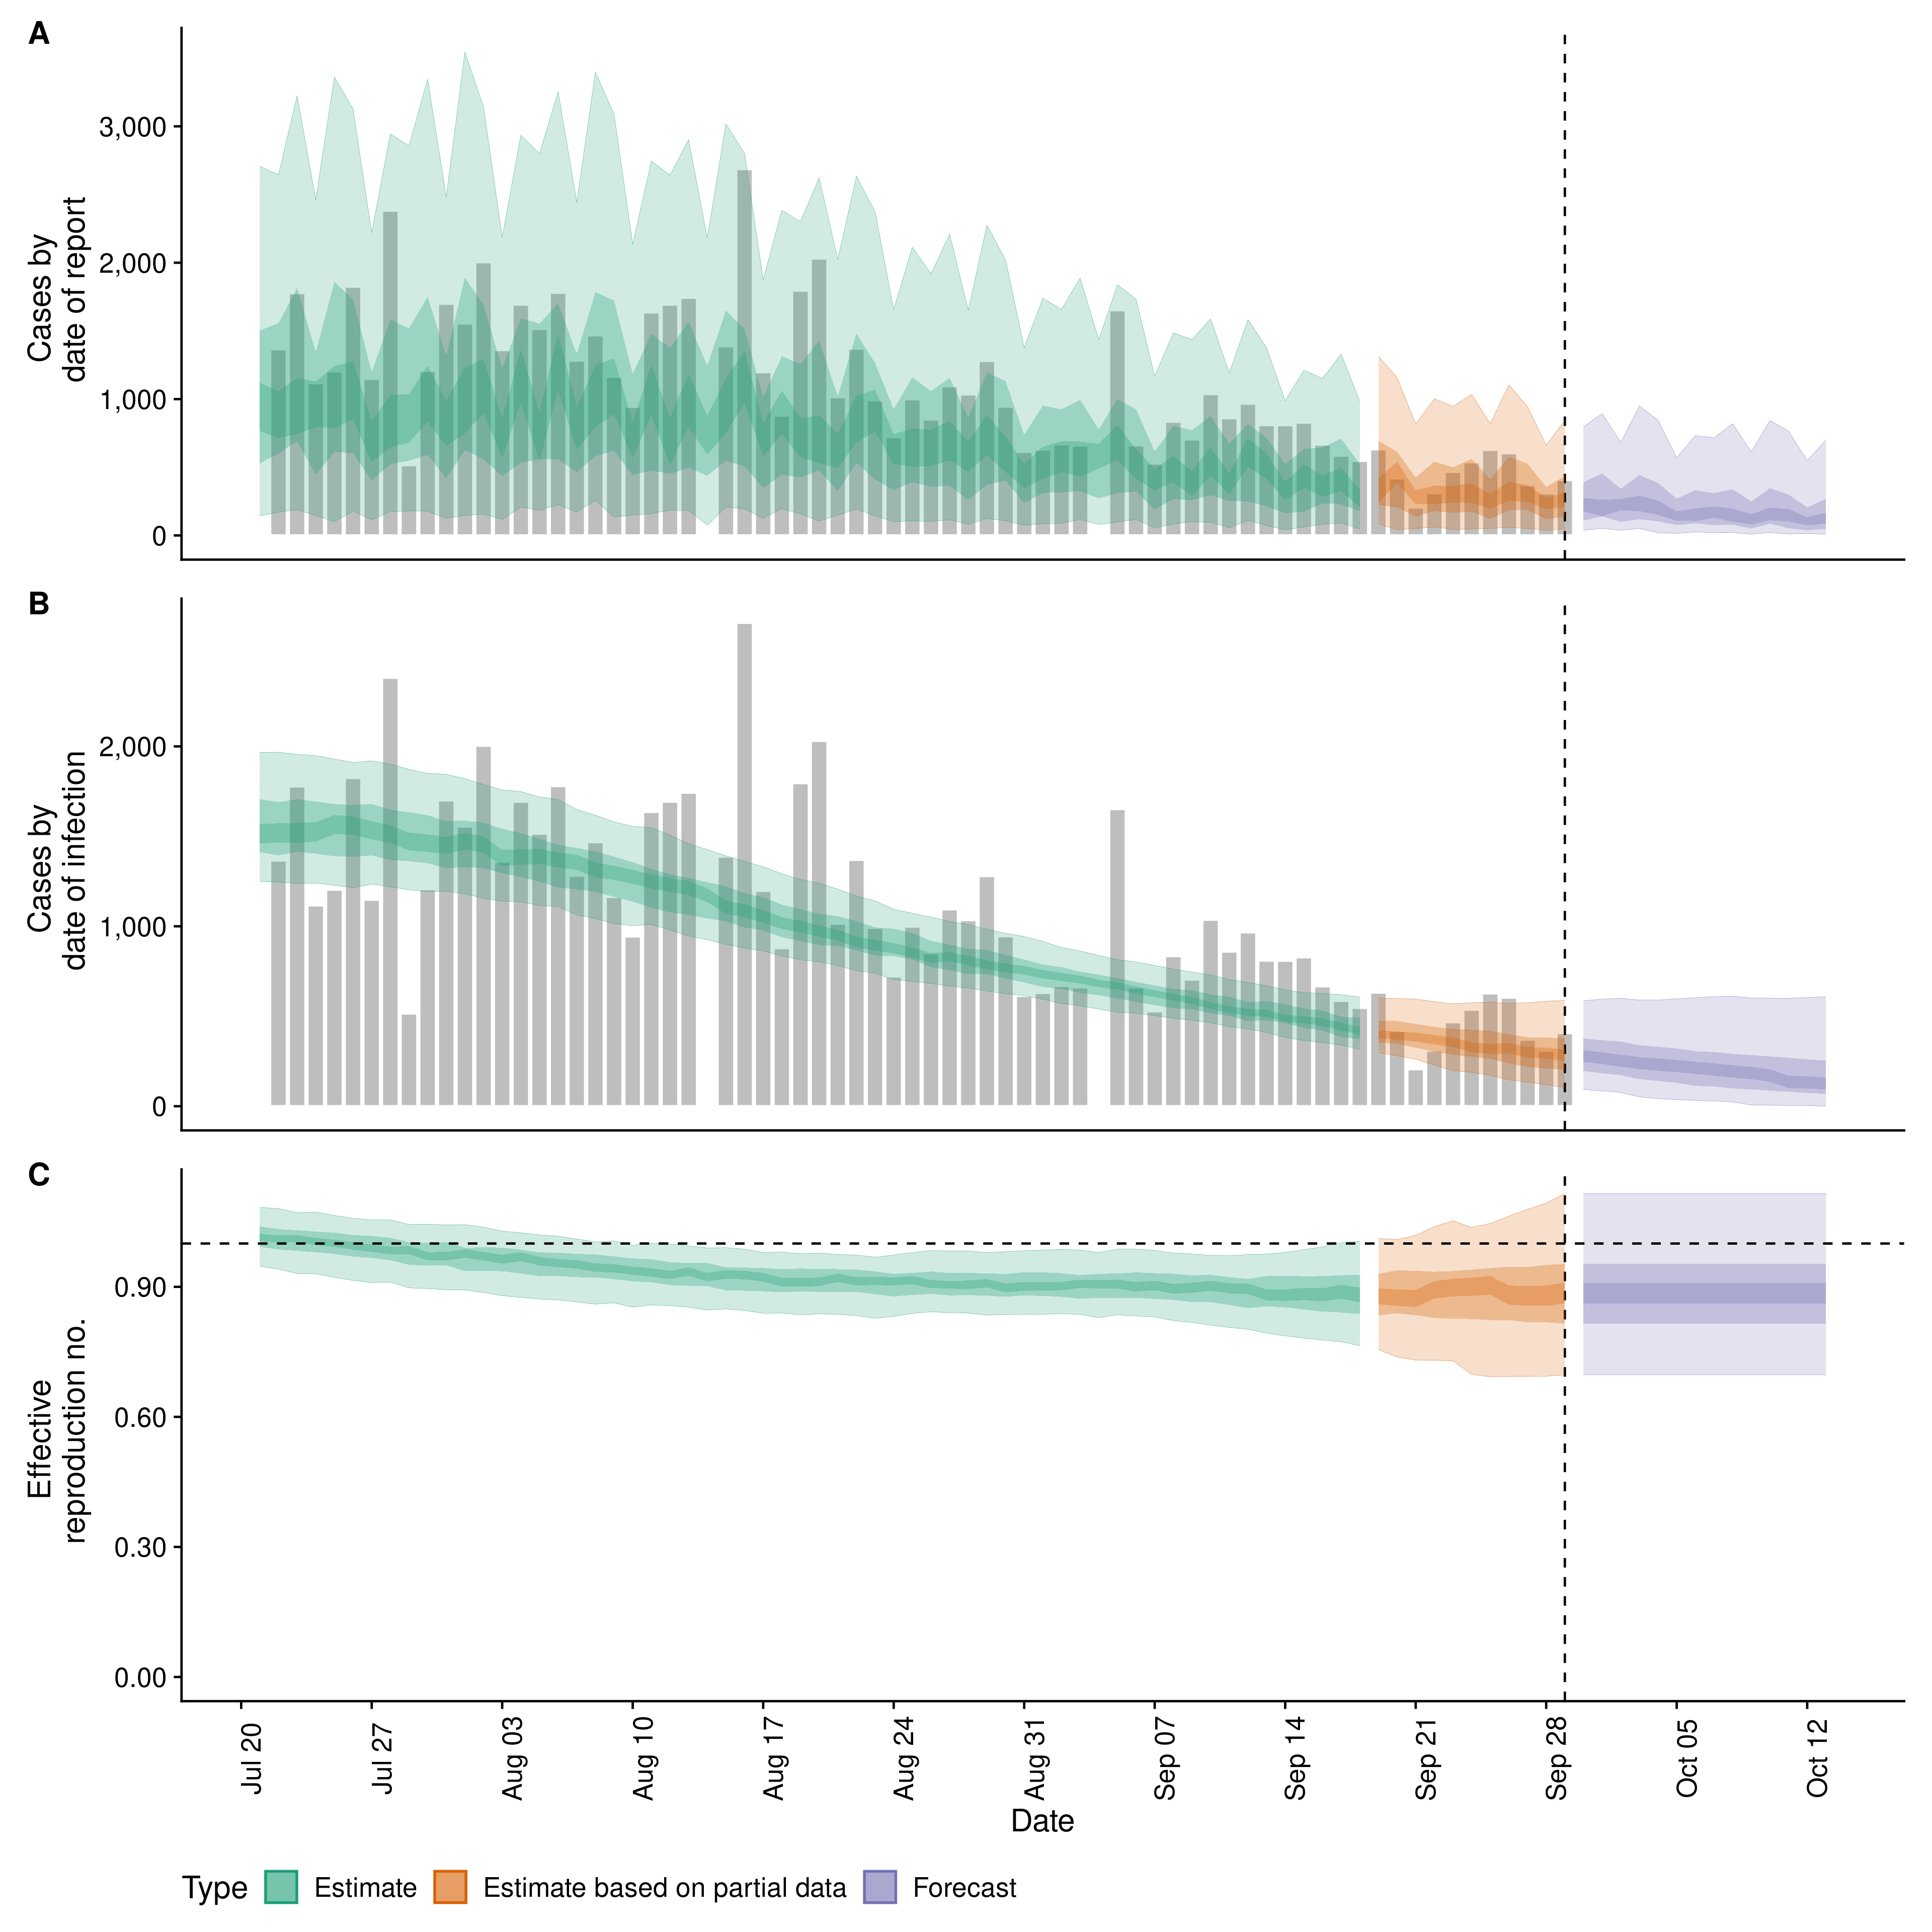 A
Cases by
date of report
3,000
2,000
1,000
0
B
Cases by
date of infection
2,000
1,000
0
C
Effective
reproduction no.
0.90
0.60
0.30
0.00
Jul 20
Jul 27
Aug 03
Aug 10
Aug 17
Aug 24
Aug 31
Sep 07
Sep 14
Sep 21
Sep 28
Oct 05
Oct 12
Date
Type Estimate Estimate based on partial data Forecast